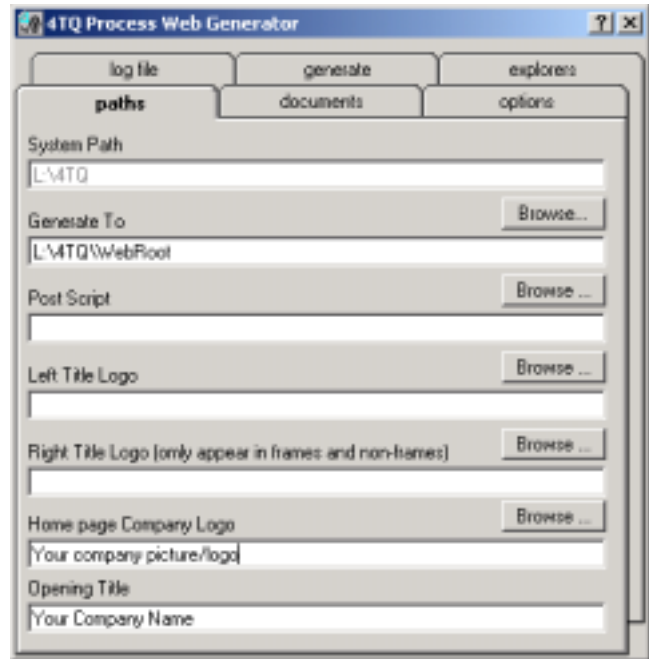 4TQ Process Web Generator
log file generate explorers
paths documents options
System Path
L:\4TQ
Browse...
Generate To
L:\4TQ\WebRoot
Browse ...
Post Script
Browse ...
Left Title Logo
Browse ...
Right Title Logo (only appear in frames and non-frames)
Browse ...
Home page Company Logo
Your company picture/logo
Opening Title
Your Company Name